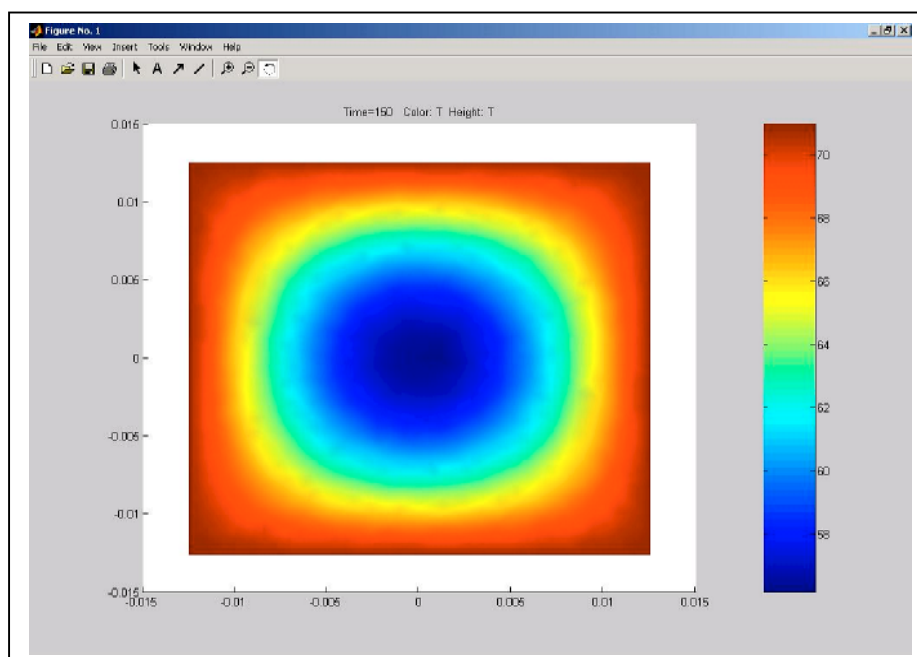 Figure No. 1
File Edit View Insert Tools Window Help
A
Time=150 Color: T Height: T
0.015
0.01
0.005
0
-0.005
-0.01
-0.015
-0.015 -0.01 -0.005 0 0.005 0.01 0.015
70
68
66
64
62
60
58